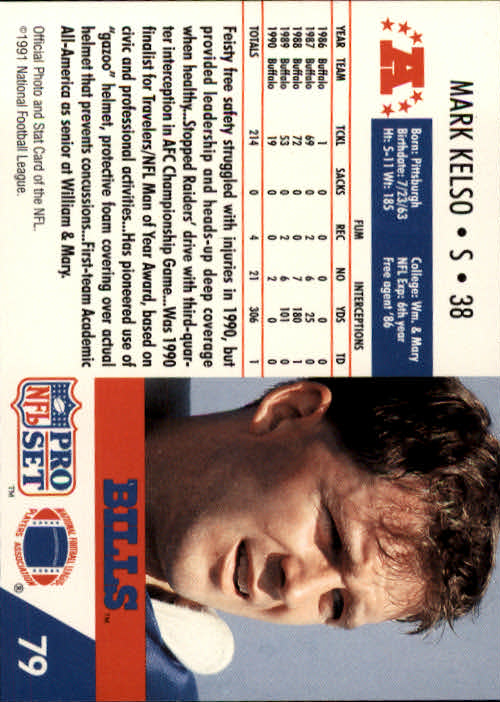 MARK KELSO • S • 38
A
Born: Pittsburgh
Birthdate: 7/23/63
Ht: 5-11 Wt: 185
College: Wm. & Mary
NFL Exp: 6th year
Free agent '86
FUM INTERCEPTIONS
YEAR TEAM TCKL SACKS REC NO YDS TD
1986 Buffalo 1 0 0 0 0 0
1987 Buffalo 69 0 2 6 25 0
1988 Buffalo 72 0 0 7 180 1
1989 Buffalo 53 0 2 6 101 0
1990 Buffalo 19 0 0 2 0 0
TOTALS 214 0 4 21 306 1
Feisty free safety struggled with injuries in 1990, but
provided leadership and heads-up deep coverage
when healthy...Stopped Raiders' drive with third-quar-
ter interception in AFC Championship Game...Was 1990
finalist for Travelers/NFL Man of Year Award, based on
civic and professional activities...Has pioneered use of
"gazoo" helmet, protective foam covering over actual
helmet that prevents concussions...First-team Academic
All-America as senior at William & Mary.
Official Photo and Stat Card of the NFL.
©1991 National Football League.
BILLS™
PRO
NFL SET™
NATIONAL FOOTBALL LEAGUE
PLAYERS ASSOCIATION ®
79